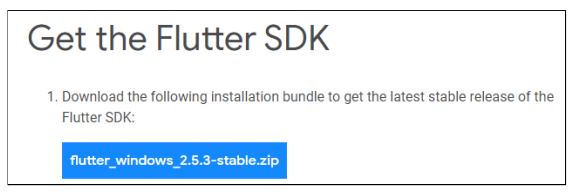 Get the Flutter SDK
1. Download the following installation bundle to get the latest stable release of the
Flutter SDK:
flutter_windows_2.5.3-stable.zip